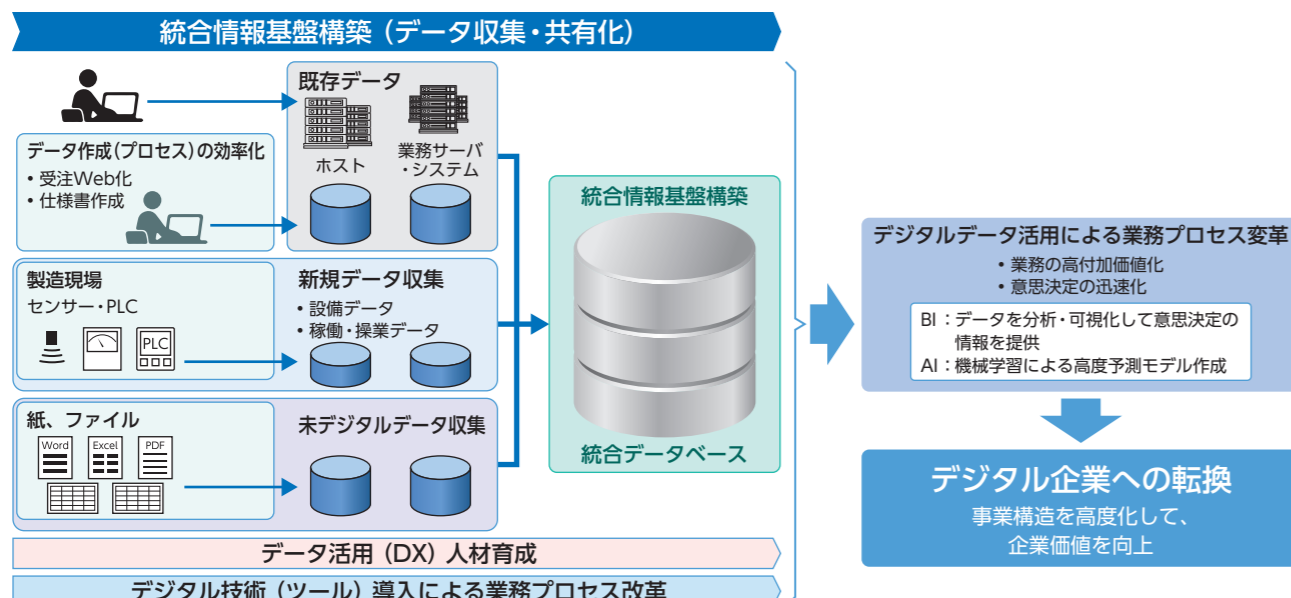 統合情報基盤構築（データ収集・共有化）
既存データ
ホスト
業務サーバ
・システム
データ作成（プロセス）の効率化
• 受注Web化
• 仕様書作成
製造現場
センサー・PLC
PLC
新規データ収集
• 設備データ
• 稼働・操業データ
紙、ファイル
Word
Excel
PDF
未デジタルデータ収集
統合情報基盤構築
統合データベース
データ活用（DX）人材育成
デジタル技術（ツール）導入による業務プロセス改革
デジタルデータ活用による業務プロセス変革
• 業務の高付加価値化
• 意思決定の迅速化
BI：データを分析・可視化して意思決定の
情報を提供
AI：機械学習による高度予測モデル作成
デジタル企業への転換
事業構造を高度化して、
企業価値を向上